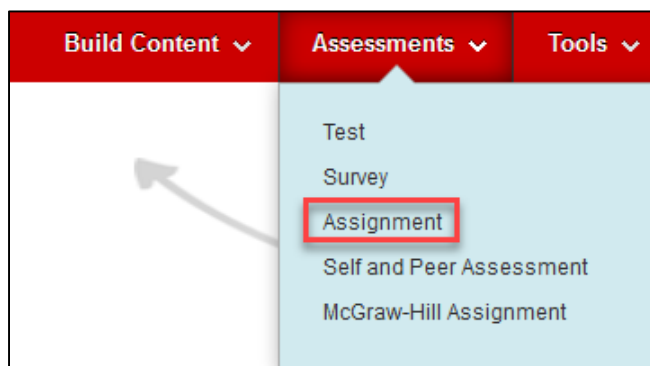 Build Content Assessments Tools
Test
Survey
Assignment
Self and Peer Assessment
McGraw-Hill Assignment